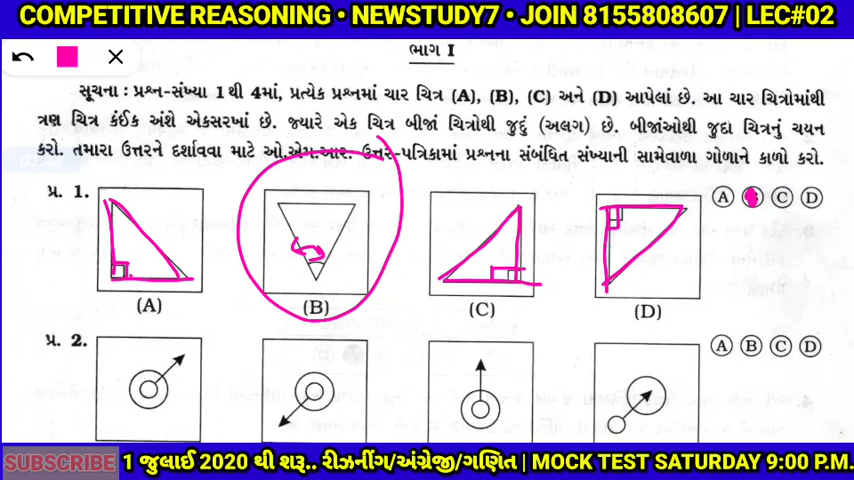 COMPETITIVE REASONING • NEWSTUDY7 • JOIN 8155808607 | LEC#02
ભાગ I
સૂચના : પ્રશ્ન-સંખ્યા 1થી 4માં, પ્રત્યેક પ્રશ્નમાં ચાર ચિત્ર (A), (B), (C) અને (D) આપેલાં છે. આ ચાર ચિત્રોમાંથી
ત્રણ ચિત્ર કંઈક અંશે એકસરખાં છે. જ્યારે એક ચિત્ર બીજાં ચિત્રોથી જુદું (અલગ) છે. બીજાંઓથી જુદા ચિત્રનું ચયન
કરો. તમારા ઉત્તરને દર્શાવવા માટે ઓ.એમ.આર. ઉત્તર-પત્રિકામાં પ્રશ્નના સંબંધિત સંખ્યાની સામેવાળા ગોળાને કાળો કરો.
પ્ર. 1.
A C D
(A) (B) (C) (D)
પ્ર. 2.
A B C D
SUBSCRIBE 1 જુલાઈ 2020 થી શરૂ.. રીઝનીંગ/અંગ્રેજી/ગણિત | MOCK TEST SATURDAY 9:00 P.M.